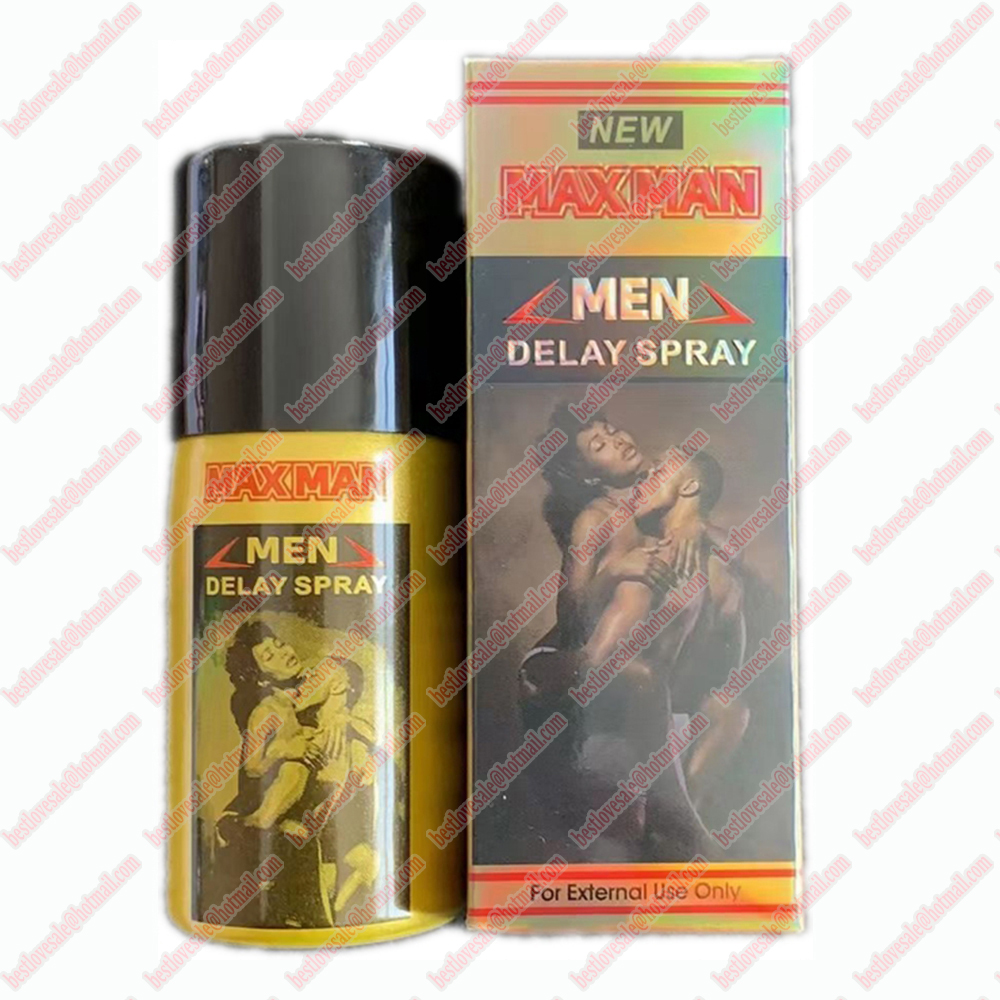 MAXMAN
MEN
DELAY SPRAY
NEW
MAXMAN
MEN
DELAY SPRAY
For External Use Only
bestlovesale@hotmail.com